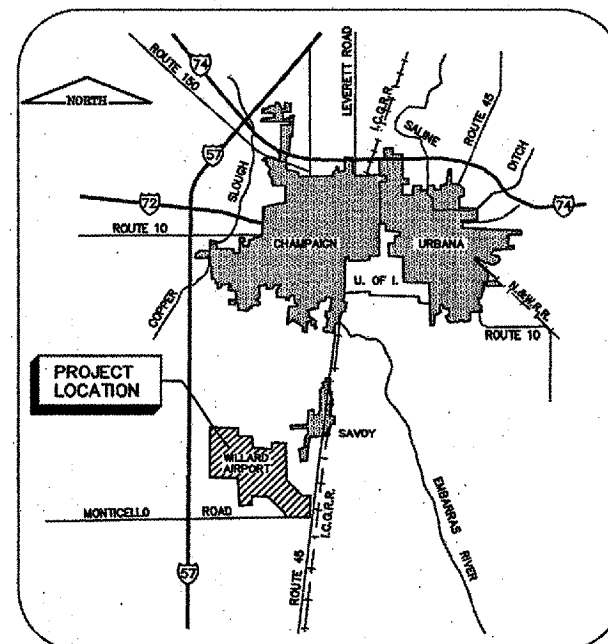 ROUTE 150
74
LEVERETT ROAD
I.C.G.R.R.
ROUTE 45
NORTH
57
SALINE
DITCH
SLOUGH
72
74
ROUTE 10
CHAMPAIGN
URBANA
COPPER
U. OF I.
N.&W.R.R.
ROUTE 10
PROJECT
LOCATION
SAVOY
WILLARD
AIRPORT
MONTICELLO ROAD
I.C.G.R.R.
EMBARRAS
RIVER
57
ROUTE 45